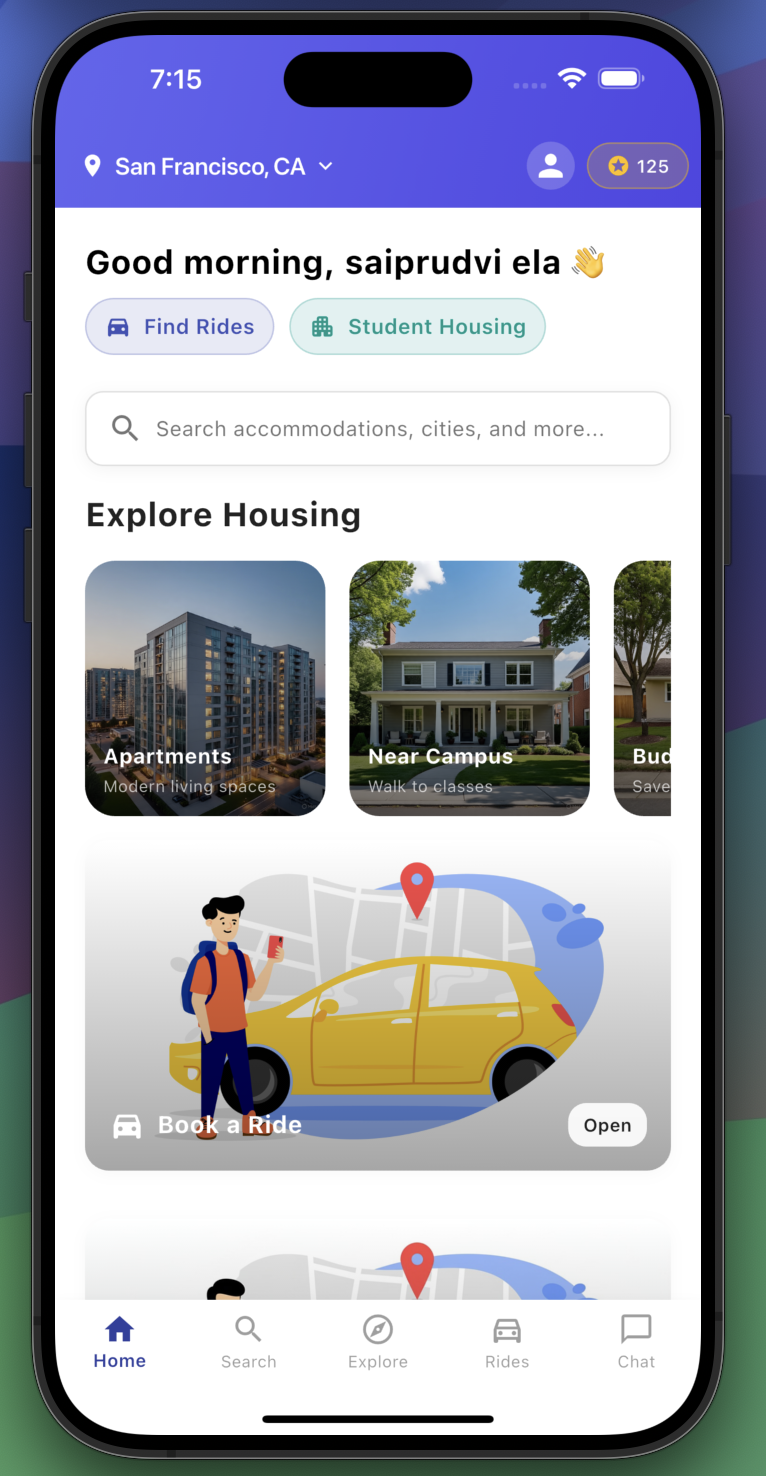 7:15
San Francisco, CA
125
Good morning, saiprudvi ela 👋
Find Rides
Student Housing
Search accommodations, cities, and more...
Explore Housing
Apartments
Modern living spaces
Near Campus
Walk to classes
Bud
Save
Book a Ride
Open
Home
Search
Explore
Rides
Chat